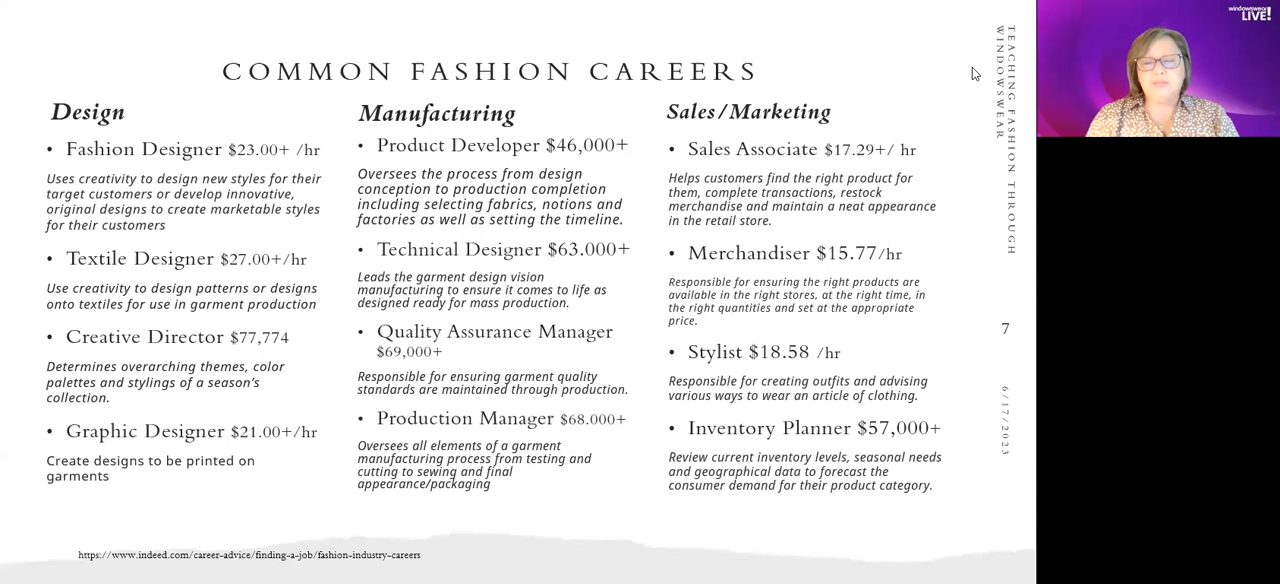 COMMON FASHION CAREERS
Design
• Fashion Designer $23.00+ /hr
Uses creativity to design new styles for their
target customers or develop innovative,
original designs to create marketable styles
for their customers
• Textile Designer $27.00+/hr
Use creativity to design patterns or designs
onto textiles for use in garment production
• Creative Director $77,774
Determines overarching themes, color
palettes and stylings of a season's
collection.
• Graphic Designer $21.00+/hr
Create designs to be printed on
garments
Manufacturing
• Product Developer $46,000+
Oversees the process from design
conception to production completion
including selecting fabrics, notions and
factories as well as setting the timeline.
• Technical Designer $63.000+
Leads the garment design vision
manufacturing to ensure it comes to life as
designed ready for mass production.
• Quality Assurance Manager
$69,000+
Responsible for ensuring garment quality
standards are maintained through production.
• Production Manager $68.000+
Oversees all elements of a garment
manufacturing process from testing and
cutting to sewing and final
appearance/packaging
Sales/Marketing
• Sales Associate $17.29+/ hr
Helps customers find the right product for
them, complete transactions, restock
merchandise and maintain a neat appearance
in the retail store.
• Merchandiser $15.77/hr
Responsible for ensuring the right products are
available in the right stores, at the right time, in
the right quantities and set at the appropriate
price.
• Stylist $18.58 /hr
Responsible for creating outfits and advising
various ways to wear an article of clothing.
• Inventory Planner $57,000+
Review current inventory levels, seasonal needs
and geographical data to forecast the
consumer demand for their product category.
https://www.indeed.com/career-advice/finding-a-job/fashion-industry-careers
TEACHING FASHION THROUGH
WINDOWSWEAR
7
6/17/2023
windowswear
LIVE!